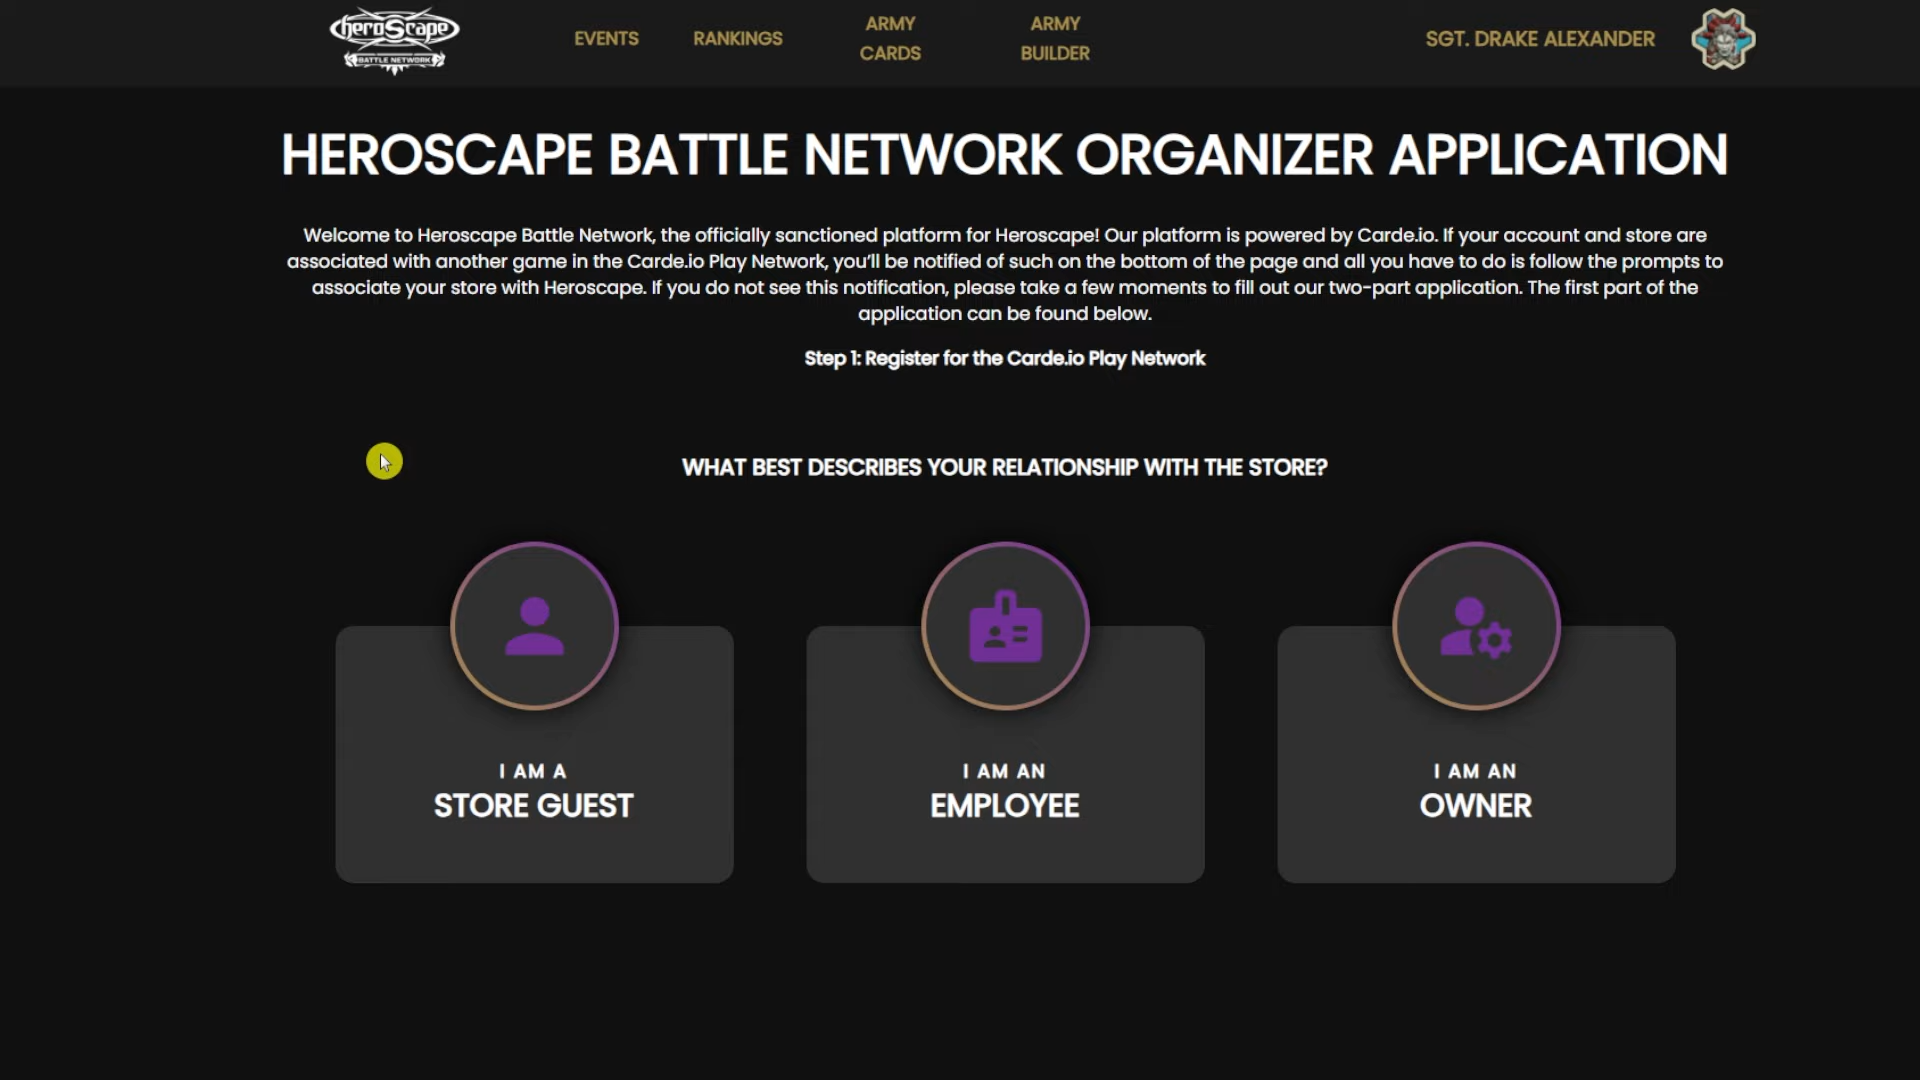 heroScape
BATTLE NETWORK
EVENTS
RANKINGS
ARMY
CARDS
ARMY
BUILDER
SGT. DRAKE ALEXANDER
HEROSCAPE BATTLE NETWORK ORGANIZER APPLICATION
Welcome to Heroscape Battle Network, the officially sanctioned platform for Heroscape! Our platform is powered by Carde.io. If your account and store are
associated with another game in the Carde.io Play Network, you'll be notified of such on the bottom of the page and all you have to do is follow the prompts to
associate your store with Heroscape. If you do not see this notification, please take a few moments to fill out our two-part application. The first part of the
application can be found below.
Step 1: Register for the Carde.io Play Network
WHAT BEST DESCRIBES YOUR RELATIONSHIP WITH THE STORE?
I AM A
STORE GUEST
I AM AN
EMPLOYEE
I AM AN
OWNER